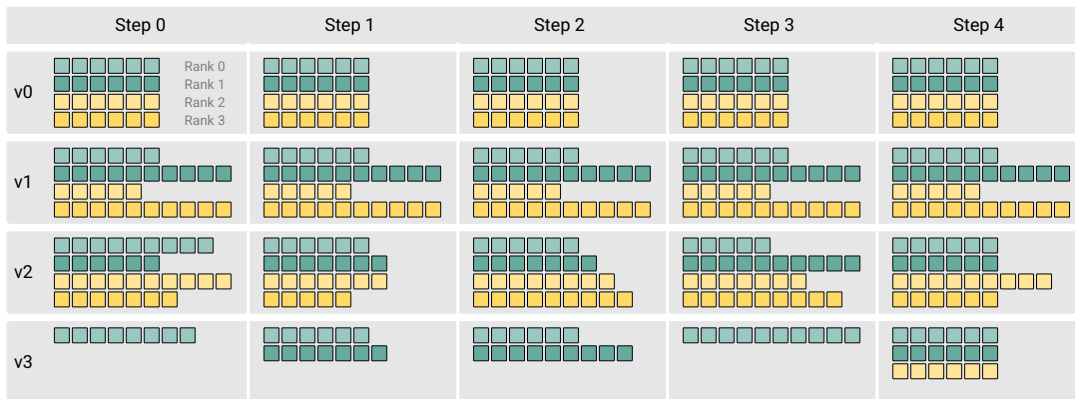 Step 0 Step 1 Step 2 Step 3 Step 4
v0
Rank 0
Rank 1
Rank 2
Rank 3
v1
v2
v3